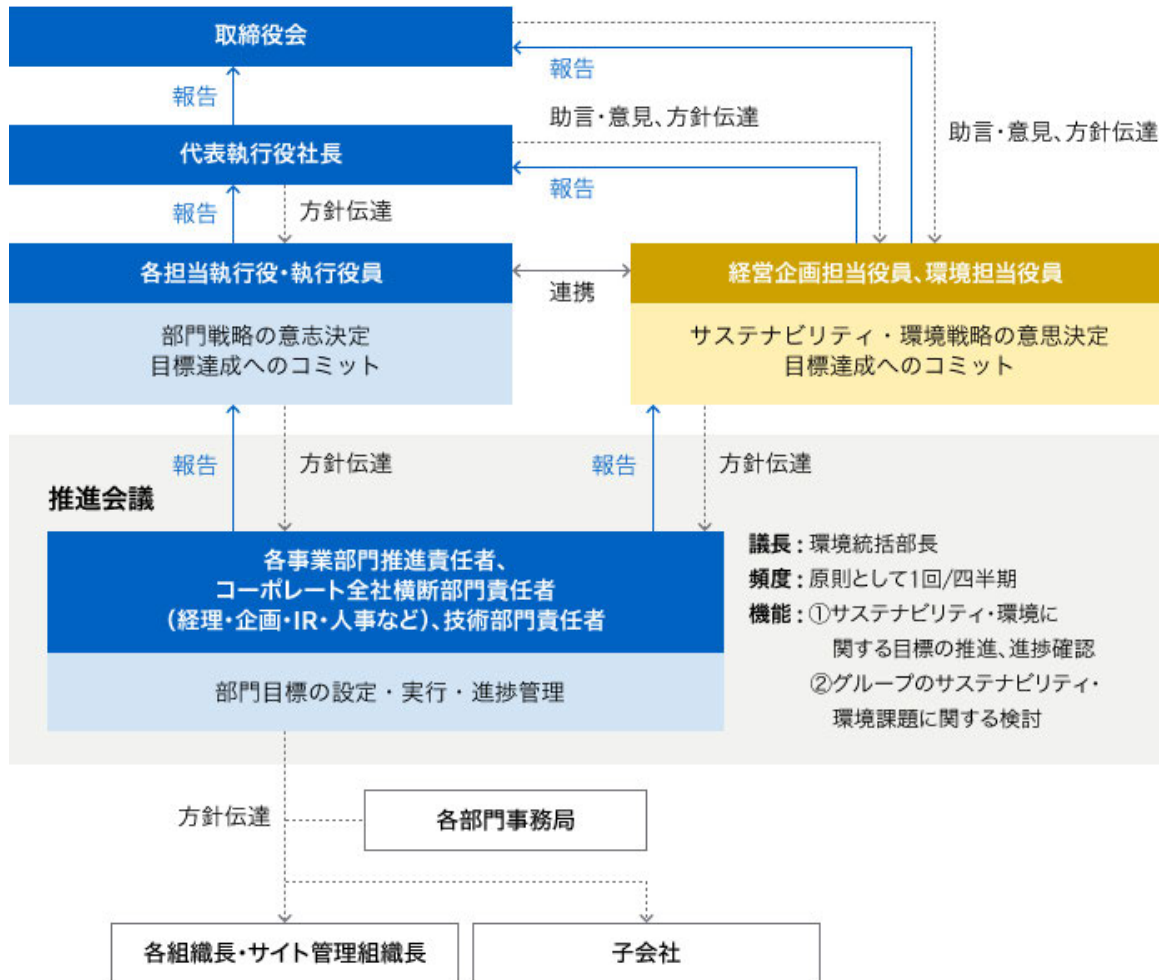 取締役会
報告
報告
助言・意見、方針伝達
助言・意見、方針伝達
代表執行役社長
報告
報告
方針伝達
各担当執行役・執行役員
連携
経営企画担当役員、環境担当役員
部門戦略の意志決定
目標達成へのコミット
サステナビリティ・環境戦略の意思決定
目標達成へのコミット
報告
方針伝達
報告
方針伝達
推進会議
各事業部門推進責任者、
コーポレート全社横断部門責任者
（経理・企画・IR・人事など）、技術部門責任者
部門目標の設定・実行・進捗管理
議長：環境統括部長
頻度：原則として1回/四半期
機能：①サステナビリティ・環境に
関する目標の推進、進捗確認
②グループのサステナビリティ・
環境課題に関する検討
方針伝達
各部門事務局
各組織長・サイト管理組織長
子会社